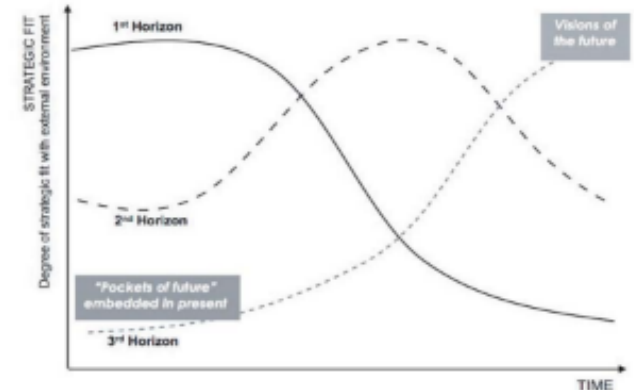 1st Horizon
Visions of
the future
STRATEGIC FIT
Degree of strategic fit with external environment
2nd Horizon
"Pockets of future"
embedded in present
3rd Horizon
TIME